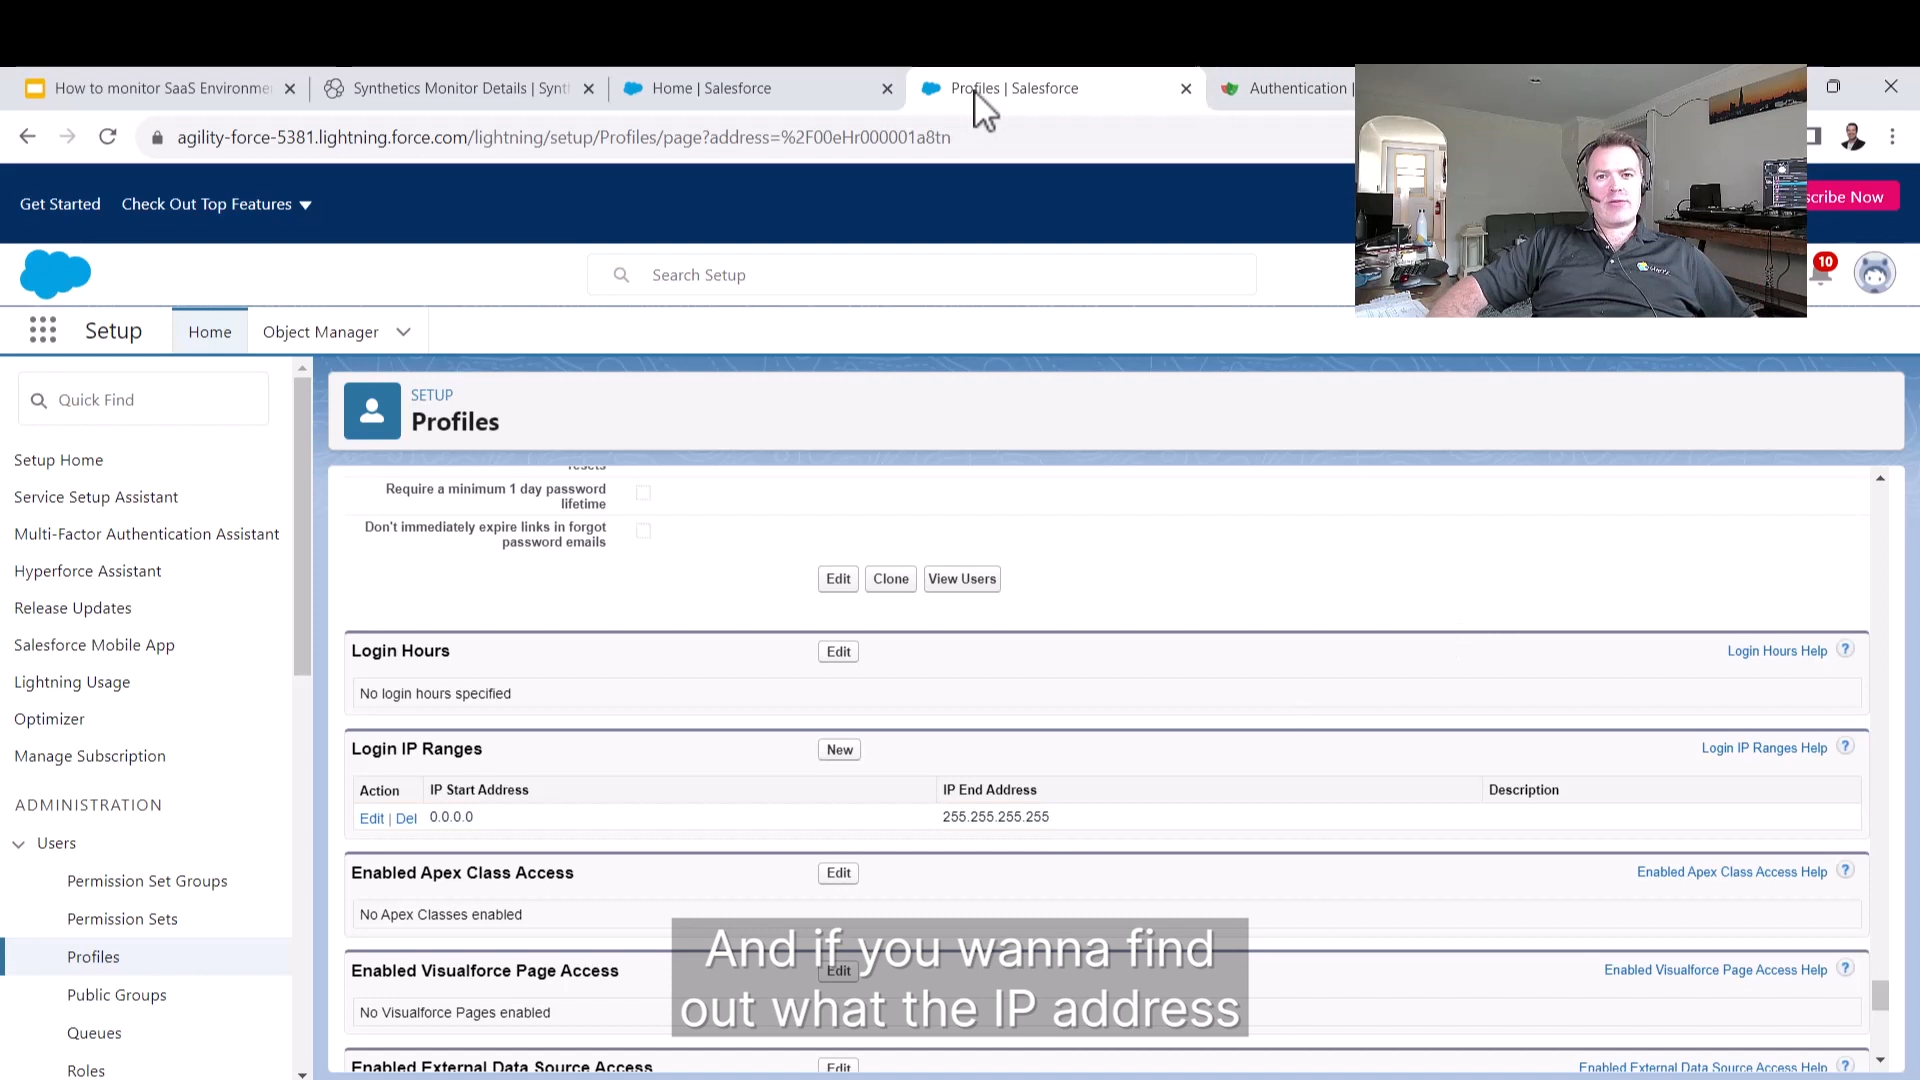 How to monitor SaaS Environme
Synthetics Monitor Details | Synt
Home | Salesforce
Profiles | Salesforce
Authentication |
agility-force-5381.lightning.force.com/lightning/setup/Profiles/page?address=%2F00eHr000001a8tn
Get Started
Check Out Top Features
scribe Now
Search Setup
10
Setup
Home
Object Manager
Quick Find
Setup Home
Service Setup Assistant
Multi-Factor Authentication Assistant
Hyperforce Assistant
Release Updates
Salesforce Mobile App
Lightning Usage
Optimizer
Manage Subscription
ADMINISTRATION
Users
Permission Set Groups
Permission Sets
Profiles
Public Groups
Queues
Roles
SETUP
Profiles
resets
Require a minimum 1 day password
lifetime
Don't immediately expire links in forgot
password emails
Edit Clone View Users
Login Hours Edit Login Hours Help ?
No login hours specified
Login IP Ranges New Login IP Ranges Help ?
Action IP Start Address IP End Address Description
Edit | Del 0.0.0.0 255.255.255.255
Enabled Apex Class Access Edit Enabled Apex Class Access Help ?
No Apex Classes enabled
Enabled Visualforce Page Access Edit Enabled Visualforce Page Access Help ?
No Visualforce Pages enabled
Enabled External Data Source Access Edit Enabled External Data Source Access Help ?
And if you wanna find
out what the IP address